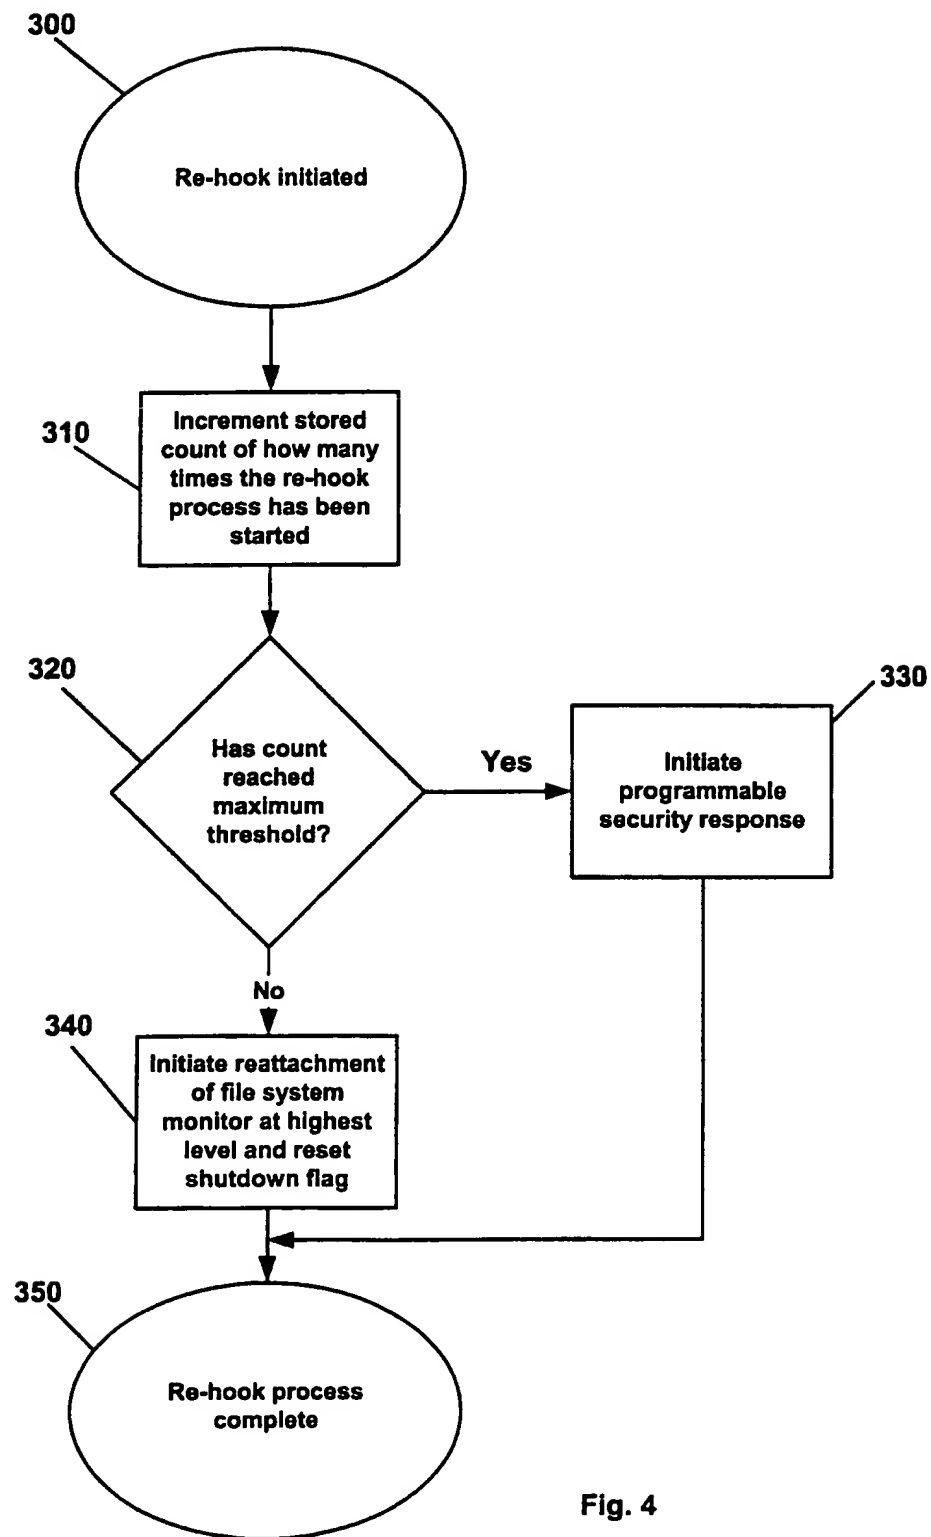 300
Re-hook initiated
310
Increment stored
count of how many
times the re-hook
process has been
started
320
Has count
reached
maximum
threshold?
Yes
330
Initiate
programmable
security response
No
340
Initiate reattachment
of file system
monitor at highest
level and reset
shutdown flag
350
Re-hook process
complete
Fig. 4